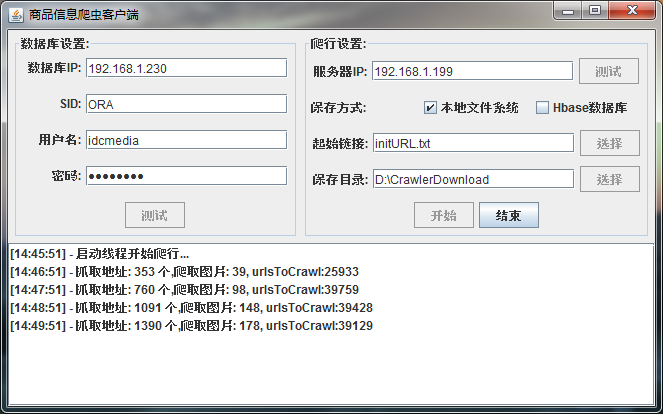 商品信息爬虫客户端
数据库设置:
数据库IP: 192.168.1.230
SID: ORA
用户名: idcmedia
密码: ●●●●●●●●
测试
爬行设置:
服务器IP: 192.168.1.199 测试
保存方式: 本地文件系统 Hbase数据库
起始链接: initURL.txt 选择
保存目录: D:\CrawlerDownload 选择
开始 结束
[14:45:51] - 启动线程开始爬行...
[14:46:51] - 抓取地址: 353 个,爬取图片: 39, urlsToCrawl:25933
[14:47:51] - 抓取地址: 760 个,爬取图片: 98, urlsToCrawl:39759
[14:48:51] - 抓取地址: 1091 个,爬取图片: 148, urlsToCrawl:39428
[14:49:51] - 抓取地址: 1390 个,爬取图片: 178, urlsToCrawl:39129